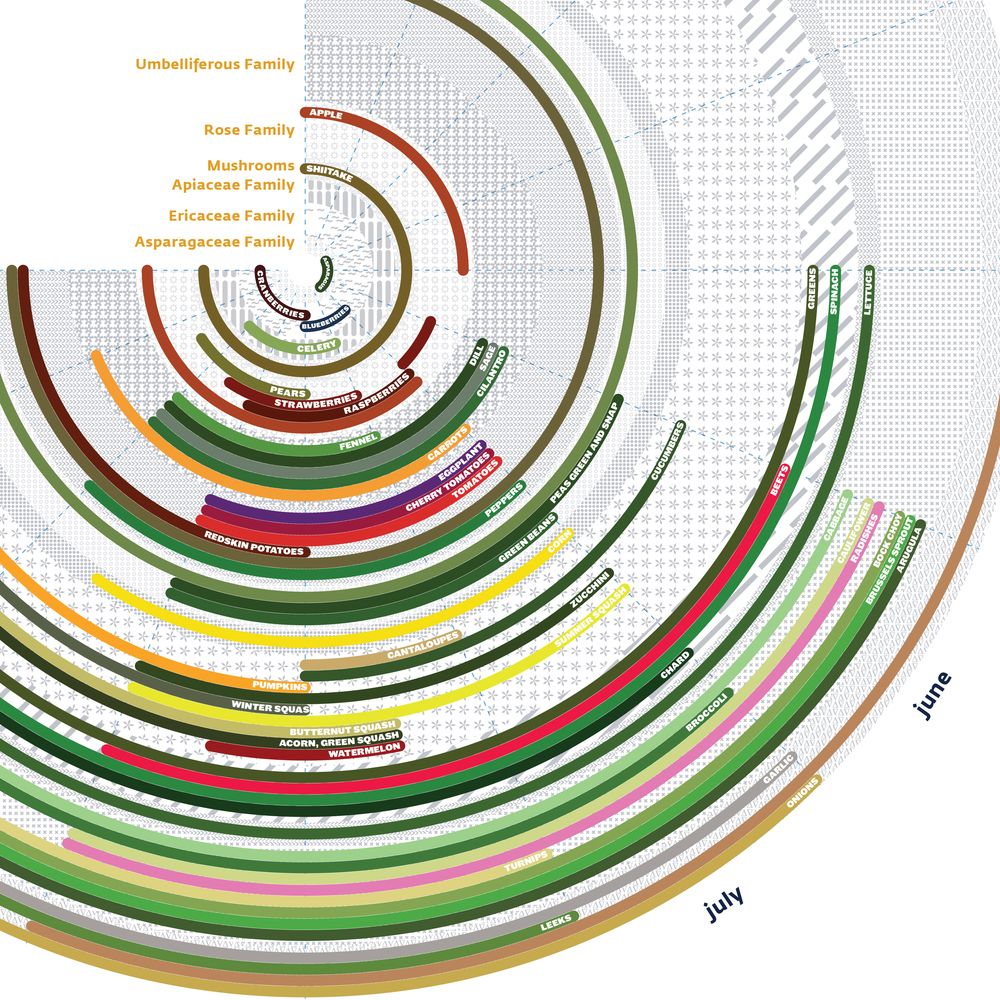 Umbelliferous Family
Rose Family
Mushrooms
Apiaceae Family
Ericaceae Family
Asparagaceae Family
APPLE
SHIITAKE
ASPARAGUS
CRANBERRIES
BLUEBERRIES
CELERY
PEARS
STRAWBERRIES
RASPBERRIES
DILL
SAGE
CILANTRO
FENNEL
CARROTS
EGGPLANT
CHERRY TOMATOES
TOMATOES
REDSKIN POTATOES
PEPPERS
PEAS GREEN AND SNAP
GREEN BEANS
CORN
CUCUMBERS
CANTALOUPES
ZUCCHINI
SUMMER SQUASH
PUMPKINS
WINTER SQUAS
BUTTERNUT SQUASH
ACORN, GREEN SQUASH
WATERMELON
GREENS
SPINACH
LETTUCE
BEETS
CHARD
CABBAGE
BROCCOLI
CAULIFLOWER
RADISHES
BOCK CHOY
BRUSSELS SPROUT
ARUGULA
TURNIPS
GARLIC
ONIONS
LEEKS
june
july